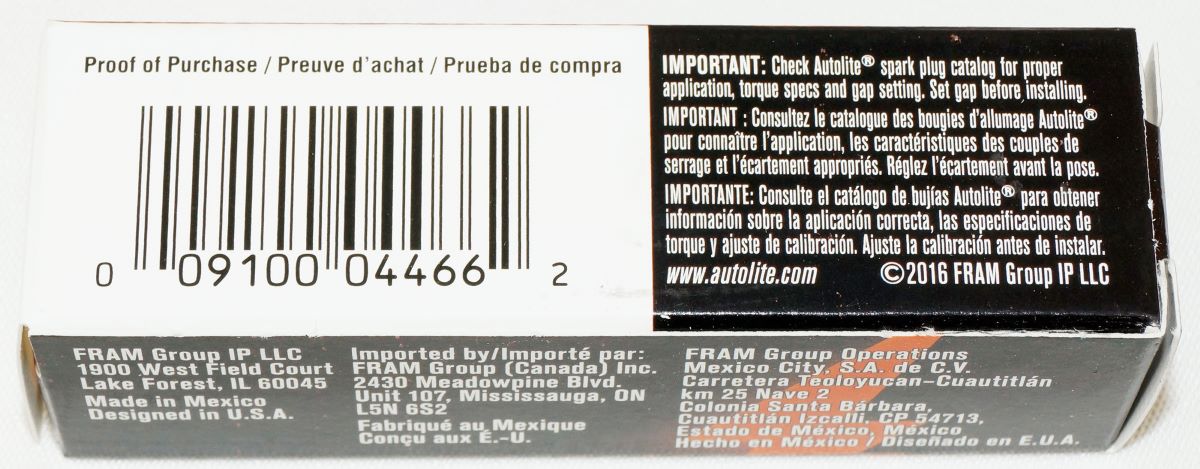 Proof of Purchase / Preuve d'achat / Prueba de compra
0 09100 04466 2
IMPORTANT: Check Autolite® spark plug catalog for proper
application, torque specs and gap setting. Set gap before installing.
IMPORTANT : Consultez le catalogue des bougies d'allumage Autolite®
pour connaître l'application, les caractéristiques des couples de
serrage et l'écartement appropriés. Réglez l'écartement avant la pose.
IMPORTANTE: Consulte el catálogo de bujías Autolite® para obtener
información sobre la aplicación correcta, las especificaciones de
torque y ajuste de calibración. Ajuste la calibración antes de instalar.
www.autolite.com ©2016 FRAM Group IP LLC
FRAM Group IP LLC
1900 West Field Court
Lake Forest, IL 60045
Made in Mexico
Designed in U.S.A.
Imported by/Importé par:
FRAM Group (Canada) Inc.
2430 Meadowpine Blvd.
Unit 107, Mississauga, ON
L5N 6S2
Fabriqué au Mexique
Conçu aux É.-U.
FRAM Group Operations
Mexico City, S.A. de C.V.
Carretera Teoloyucan-Cuautitlán
km 25 Nave 2
Colonia Santa Bárbara,
Cuautitlán Izcalli, CP 54713,
Estado de México, México
Hecho en México / Diseñado en E.U.A.